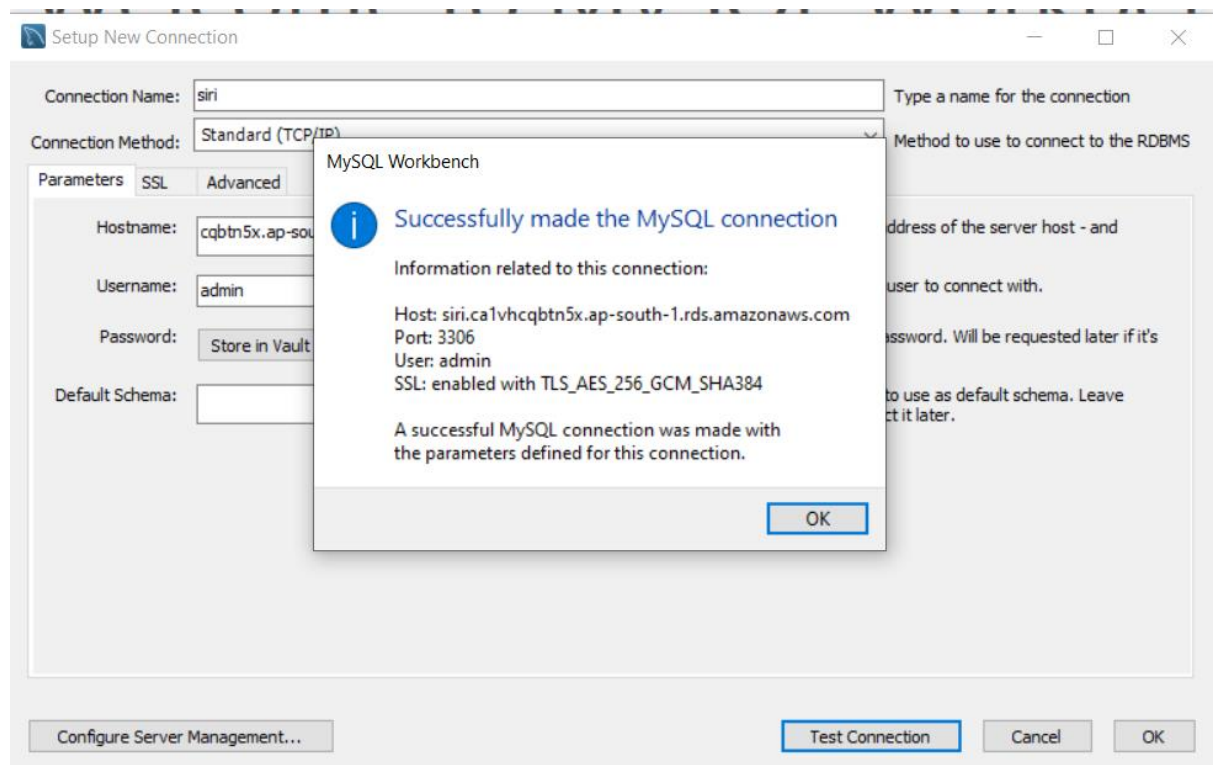 Setup New Connection
Connection Name: siri Type a name for the connection
Connection Method: Standard (TCP/IP) Method to use to connect to the RDBMS
MySQL Workbench
Parameters SSL Advanced
Successfully made the MySQL connection
Hostname: cqbtn5x.ap-sou ddress of the server host - and
Information related to this connection:
Username: admin user to connect with.
Host: siri.ca1vhcqbtn5x.ap-south-1.rds.amazonaws.com
Port: 3306
Password: Store in Vault assword. Will be requested later if it's
User: admin
SSL: enabled with TLS_AES_256_GCM_SHA384
Default Schema: to use as default schema. Leave
ct it later.
A successful MySQL connection was made with
the parameters defined for this connection.
OK
Configure Server Management... Test Connection Cancel OK